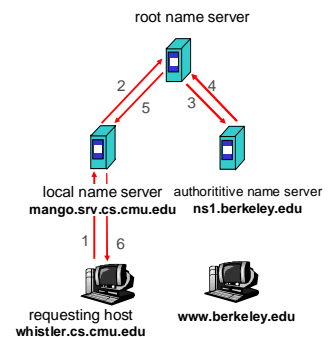 root name server
2
4
5
3
local name server
mango.srv.cs.cmu.edu
authorititive name server
ns1.berkeley.edu
1
6
requesting host
whistler.cs.cmu.edu
www.berkeley.edu